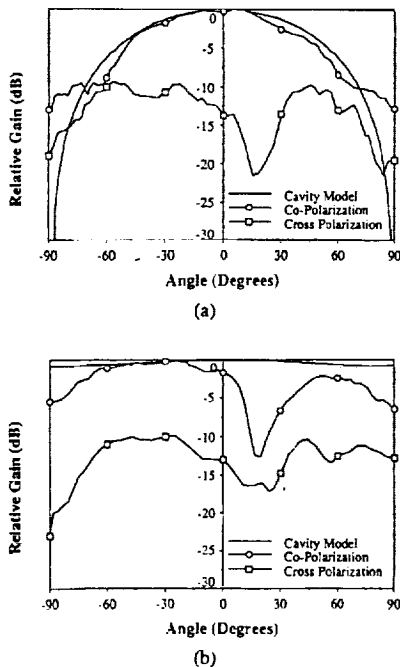 0
-5
-10
-15
-20
-25
-30
Relative Gain (dB)
Cavity Model
Co-Polarization
Cross Polarization
-90 -60 -30 0 30 60 90
Angle (Degrees)
(a)
0
-5
-10
-15
-20
-25
-30
Relative Gain (dB)
Cavity Model
Co-Polarization
Cross Polarization
-90 -60 -30 0 30 60 90
Angle (Degrees)
(b)